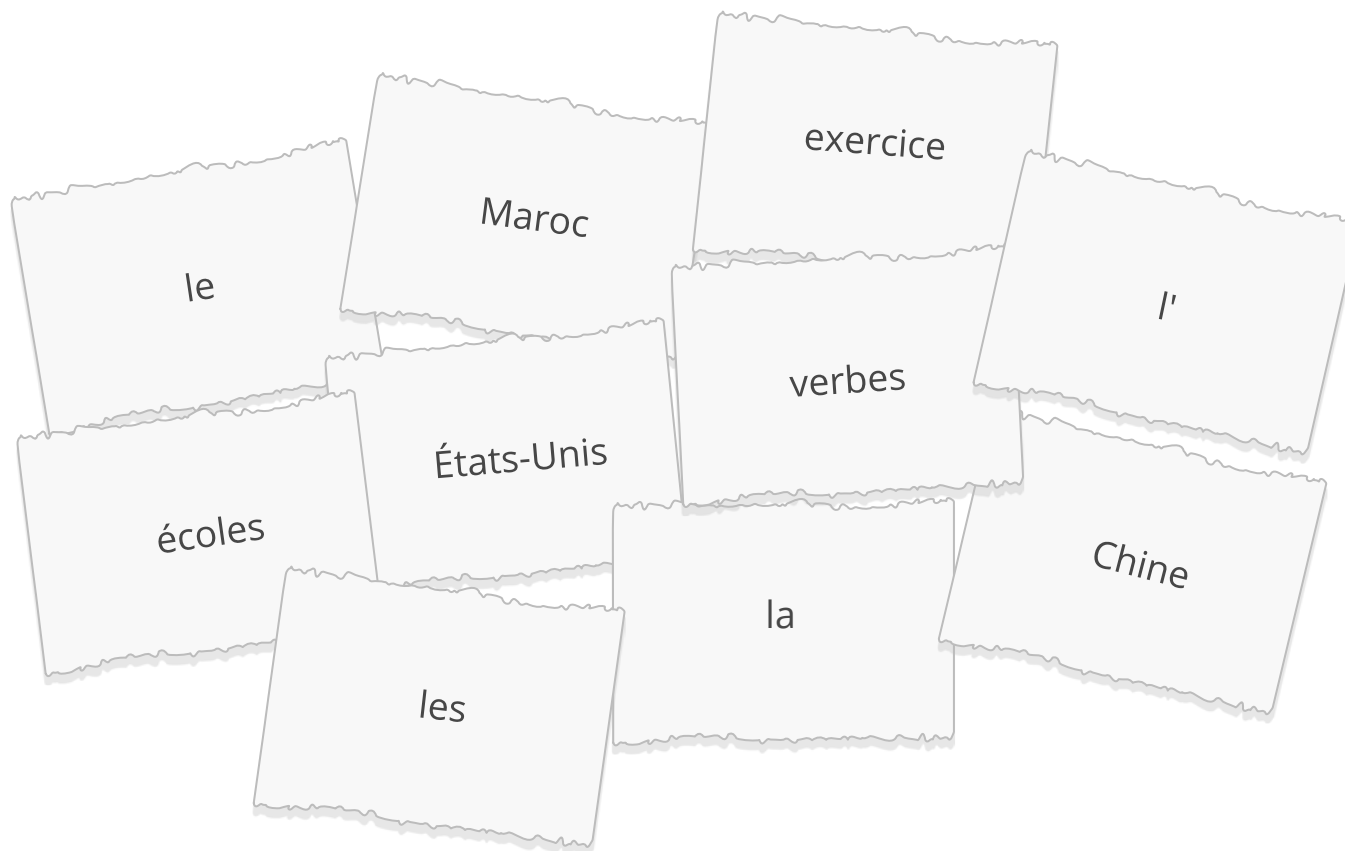 exercice
Maroc
le
l'
verbes
États-Unis
écoles
Chine
la
les